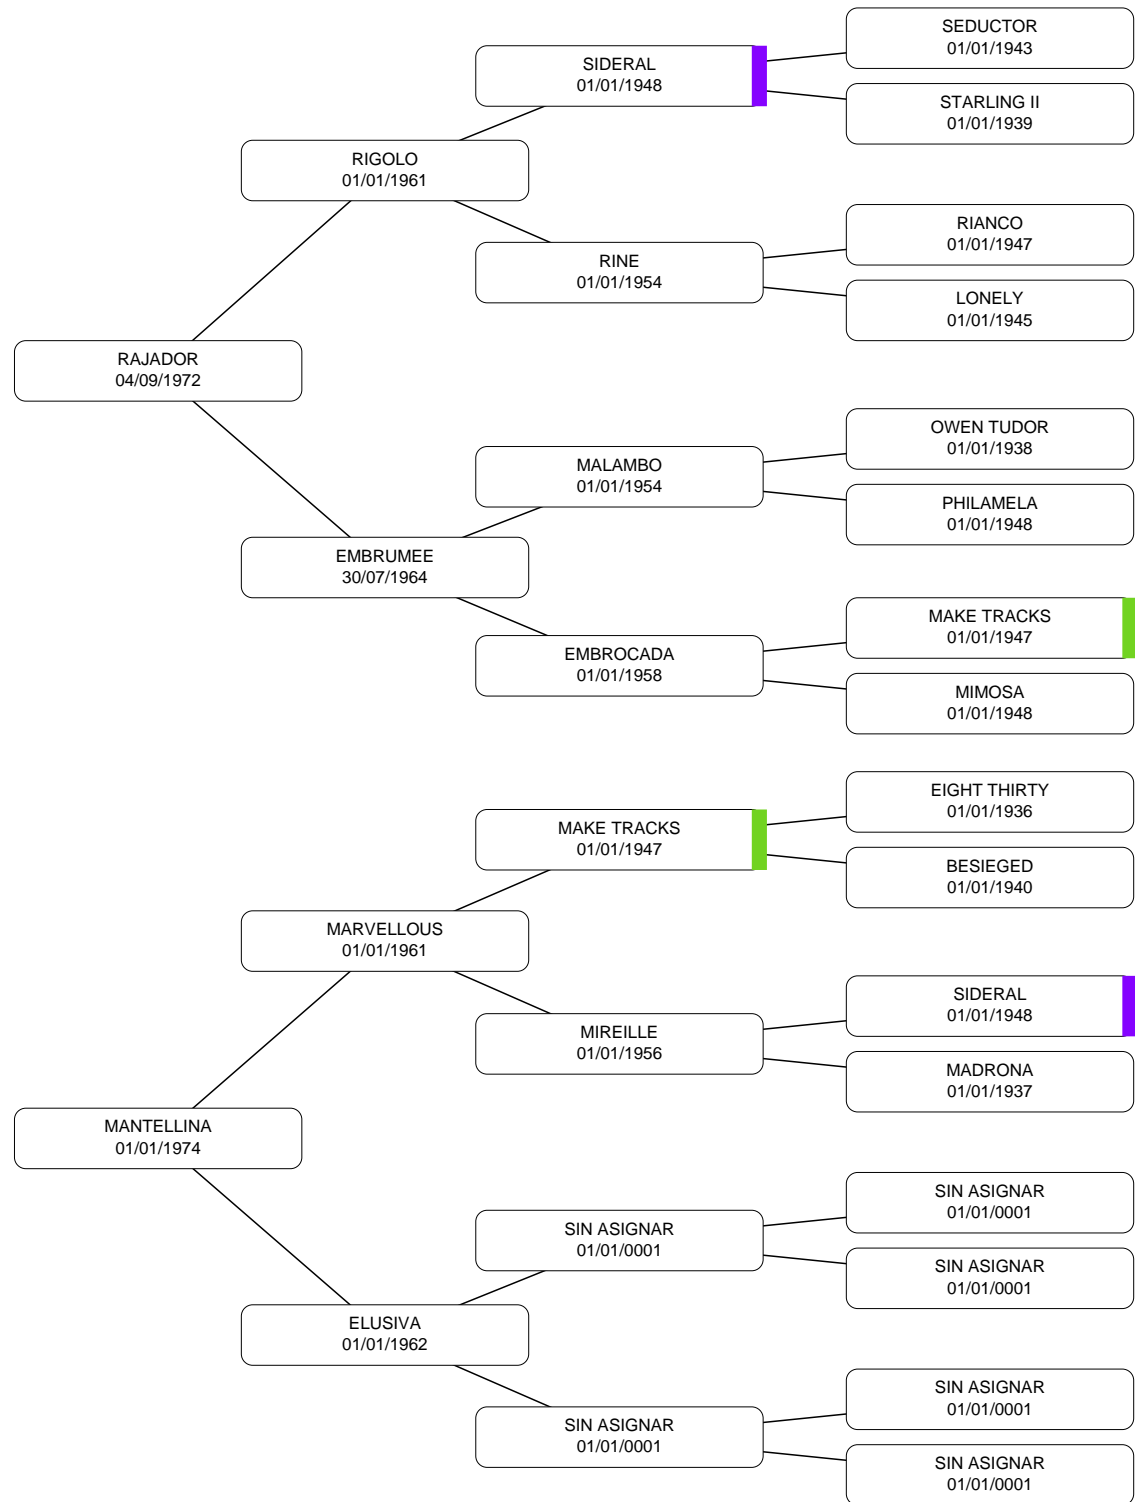 SEDUCTOR
01/01/1943
SIDERAL
01/01/1948
STARLING II
01/01/1939
RIGOLO
01/01/1961
RIANCO
01/01/1947
RINE
01/01/1954
LONELY
01/01/1945
RAJADOR
04/09/1972
OWEN TUDOR
01/01/1938
MALAMBO
01/01/1954
PHILAMELA
01/01/1948
EMBRUMEE
30/07/1964
MAKE TRACKS
01/01/1947
EMBROCADA
01/01/1958
MIMOSA
01/01/1948
EIGHT THIRTY
01/01/1936
MAKE TRACKS
01/01/1947
BESIEGED
01/01/1940
MARVELLOUS
01/01/1961
SIDERAL
01/01/1948
MIREILLE
01/01/1956
MADRONA
01/01/1937
MANTELLINA
01/01/1974
SIN ASIGNAR
01/01/0001
SIN ASIGNAR
01/01/0001
SIN ASIGNAR
01/01/0001
ELUSIVA
01/01/1962
SIN ASIGNAR
01/01/0001
SIN ASIGNAR
01/01/0001
SIN ASIGNAR
01/01/0001